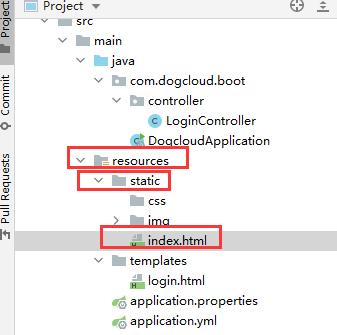 Project
Project
src
main
java
com.dogcloud.boot
controller
LoginController
DogcloudApplication
resources
static
css
img
index.html
templates
login.html
application.properties
application.yml
Commit
Pull Requests